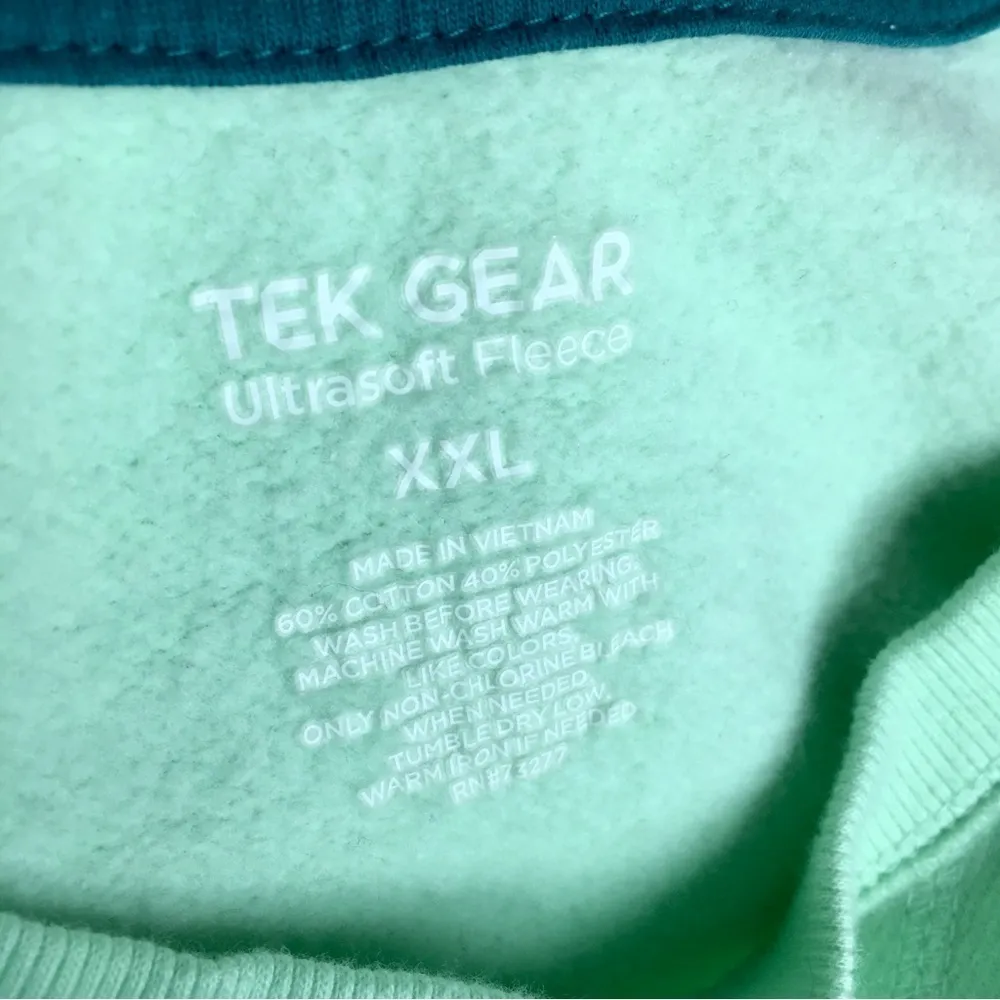 TEK GEAR
Ultrasoft Fleece
XXL
MADE IN VIETNAM
60% COTTON 40% POLYESTER
WASH BEFORE WEARING.
MACHINE WASH WARM WITH
LIKE COLORS.
ONLY NON-CHLORINE BLEACH
WHEN NEEDED.
TUMBLE DRY LOW.
WARM IRON IF NEEDED
RN#73277